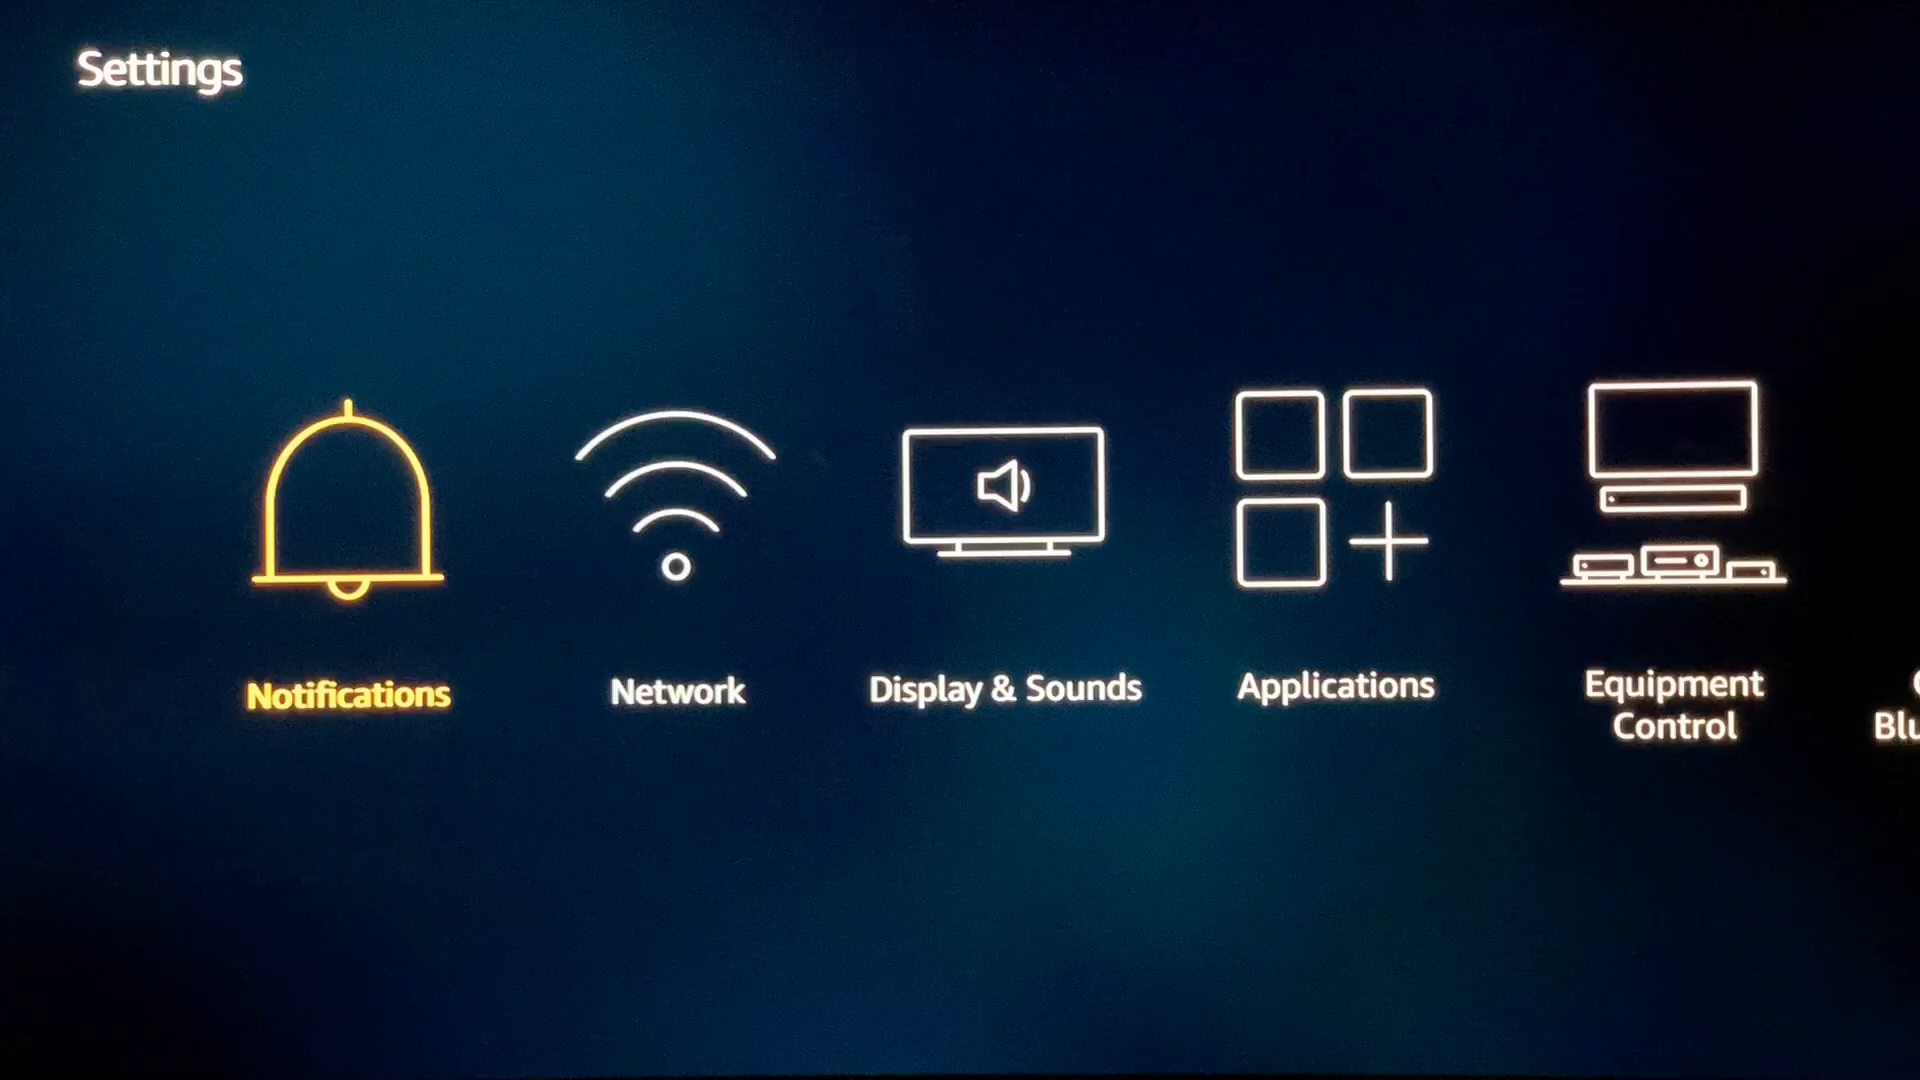 Settings
Notifications
Network
Display & Sounds
Applications
Equipment
Control